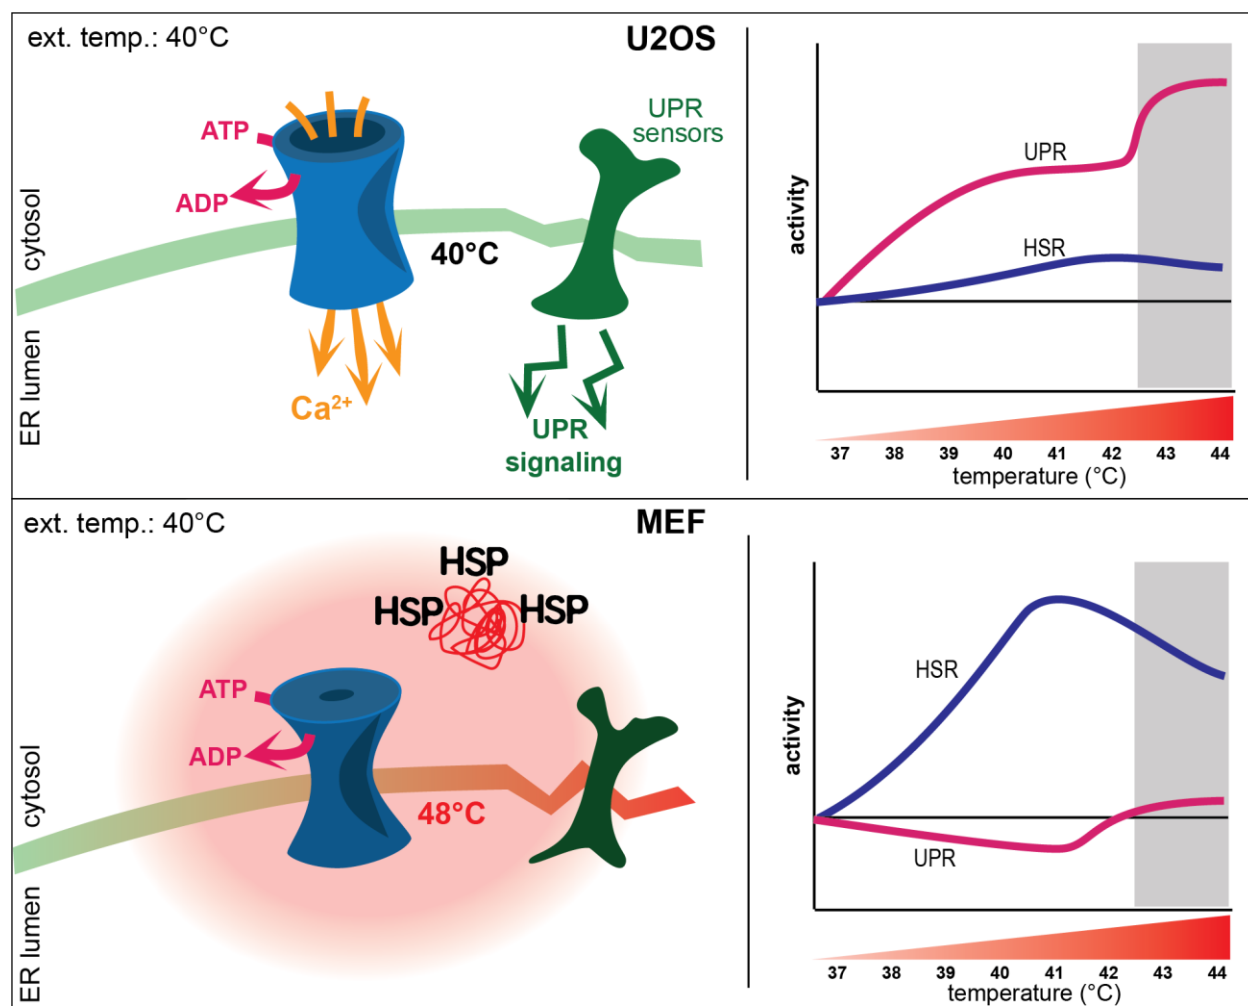 ext. temp.: 40°C
U2OS
ATP
ADP
UPR
sensors
cytosol
40°C
ER lumen
Ca²⁺
UPR
signaling
activity
UPR
HSR
37 38 39 40 41 42 43 44
temperature (°C)
ext. temp.: 40°C
MEF
HSP
HSP
HSP
ATP
ADP
cytosol
48°C
ER lumen
activity
HSR
UPR
37 38 39 40 41 42 43 44
temperature (°C)